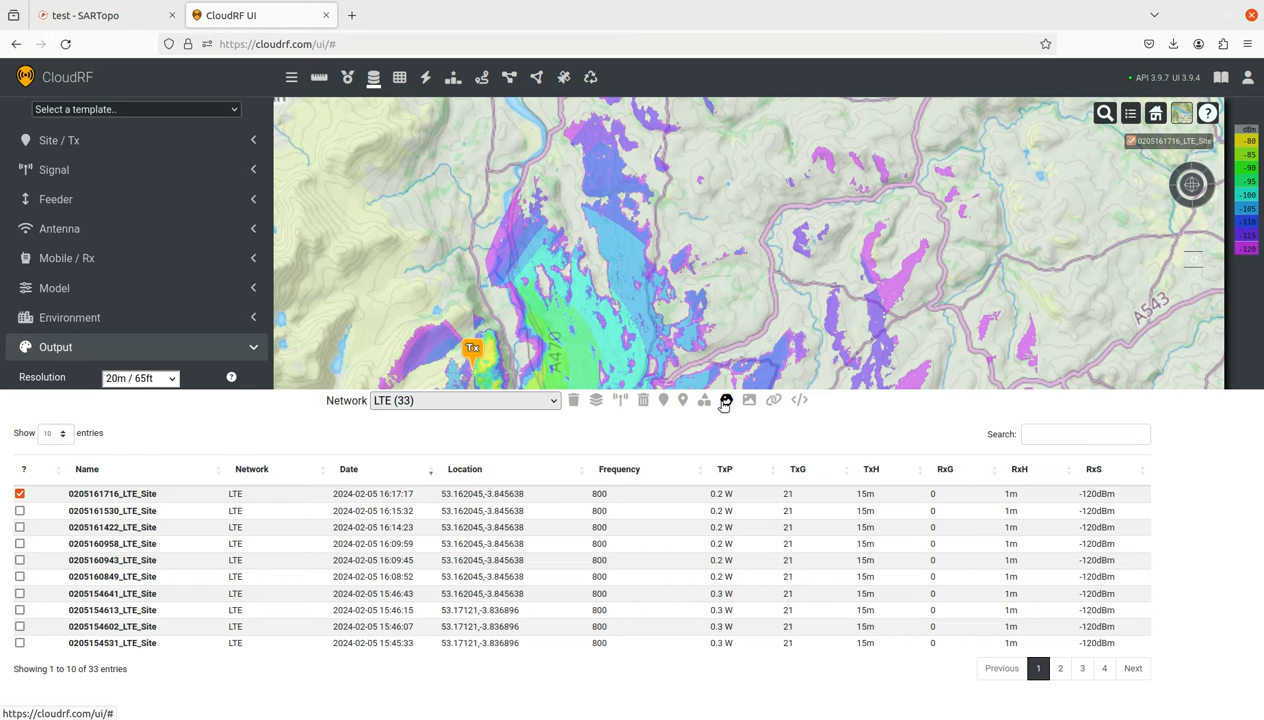 test - SARTopo
CloudRF UI
https://cloudrf.com/ui/#
CloudRF
API 3.9.7 UI 3.9.4
Select a template..
Site / Tx
Signal
Feeder
Antenna
Mobile / Rx
Model
Environment
Output
Resolution 20m / 65ft
0205161716_LTE_Site
dBm
-80
-85
-90
-95
-100
-105
-110
-115
-120
Tx
A470
A543
Network LTE (33)
Show 10 entries
Search:
? Name Network Date Location Frequency TxP TxG TxH RxG RxH RxS
0205161716_LTE_Site LTE 2024-02-05 16:17:17 53.162045,-3.845638 800 0.2 W 21 15m 0 1m -120dBm
0205161530_LTE_Site LTE 2024-02-05 16:15:32 53.162045,-3.845638 800 0.2 W 21 15m 0 1m -120dBm
0205161422_LTE_Site LTE 2024-02-05 16:14:23 53.162045,-3.845638 800 0.2 W 21 15m 0 1m -120dBm
0205160958_LTE_Site LTE 2024-02-05 16:09:59 53.162045,-3.845638 800 0.2 W 21 15m 0 1m -120dBm
0205160943_LTE_Site LTE 2024-02-05 16:09:45 53.162045,-3.845638 800 0.2 W 21 15m 0 1m -120dBm
0205160849_LTE_Site LTE 2024-02-05 16:08:52 53.162045,-3.845638 800 0.2 W 21 15m 0 1m -120dBm
0205154641_LTE_Site LTE 2024-02-05 15:46:43 53.162045,-3.845638 800 0.3 W 21 15m 0 1m -120dBm
0205154613_LTE_Site LTE 2024-02-05 15:46:15 53.17121,-3.836896 800 0.3 W 21 15m 0 1m -120dBm
0205154602_LTE_Site LTE 2024-02-05 15:46:07 53.17121,-3.836896 800 0.3 W 21 15m 0 1m -120dBm
0205154531_LTE_Site LTE 2024-02-05 15:45:33 53.17121,-3.836896 800 0.3 W 21 15m 0 1m -120dBm
Showing 1 to 10 of 33 entries
Previous 1 2 3 4 Next
https://cloudrf.com/ui/#